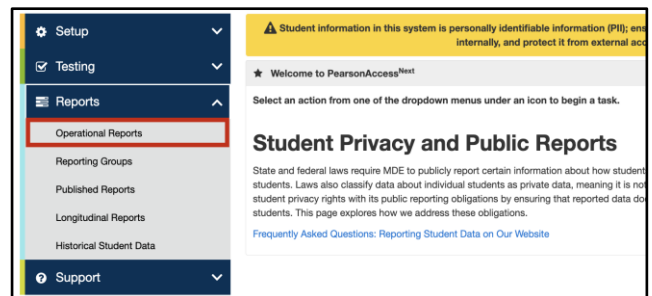 Setup
Testing
Reports
Operational Reports
Reporting Groups
Published Reports
Longitudinal Reports
Historical Student Data
Support
Student information in this system is personally identifiable information (PII); ens
internally, and protect it from external acc
Welcome to PearsonAccessNext
Select an action from one of the dropdown menus under an icon to begin a task.
Student Privacy and Public Reports
State and federal laws require MDE to publicly report certain information about how student
students. Laws also classify data about individual students as private data, meaning it is not
student privacy rights with its public reporting obligations by ensuring that reported data doe
students. This page explores how we address these obligations.
Frequently Asked Questions: Reporting Student Data on Our Website